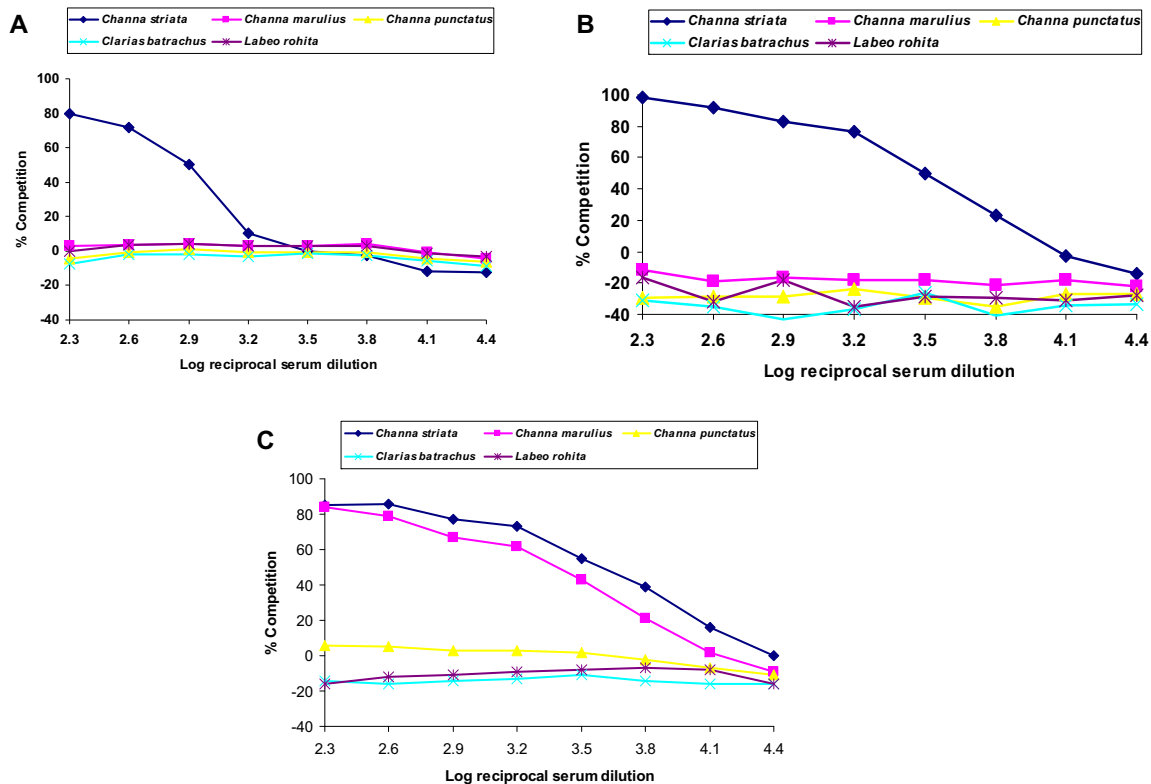 A
Channa striata Channa marulius Channa punctatus
Clarias batrachus Labeo rohita
100
80
60
40
20
0
-20
-40
% Competition
2.3 2.6 2.9 3.2 3.5 3.8 4.1 4.4
Log reciprocal serum dilution
B
Channa striata Channa marulius Channa punctatus
Clarias batrachus Labeo rohita
100
80
60
40
20
0
-20
-40
% Competition
2.3 2.6 2.9 3.2 3.5 3.8 4.1 4.4
Log reciprocal serum dilution
C
Channa striata Channa marulius Channa punctatus
Clarias batrachus Labeo rohita
100
80
60
40
20
0
-20
-40
% Competition
2.3 2.6 2.9 3.2 3.5 3.8 4.1 4.4
Log reciprocal serum dilution